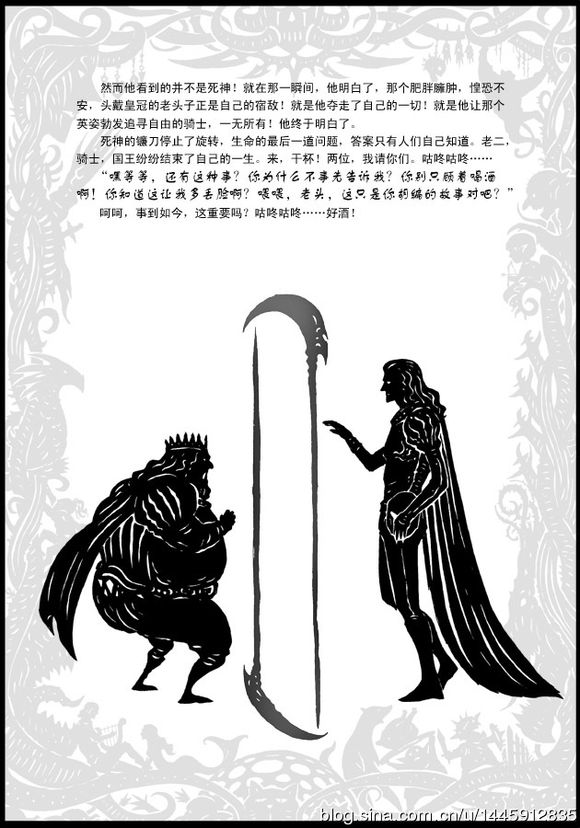 然而他看到的并不是死神！就在那一瞬间，他明白了，那个肥胖臃肿，惶恐不
安，头戴皇冠的老头子正是自己的宿敌！就是他夺走了自己的一切！就是他让那个
英姿勃发追寻自由的骑士，一无所有！他终于明白了。
死神的镰刀停止了旋转，生命的最后一道问题，答案只有人们自己知道。老二，
骑士，国王纷纷结束了自己的一生。来，干杯！两位，我请你们。咕咚咕咚……
“嘿等等，还有这种事？你为什么不事先告诉我？你别只顾着喝酒
啊！你知道这让我多丢脸啊？喂喂，老头，这只是你胡编的故事对吧？”
呵呵，事到如今，这重要吗？咕咚咕咚……好酒！
blog.sina.com.cn/u/1445912835